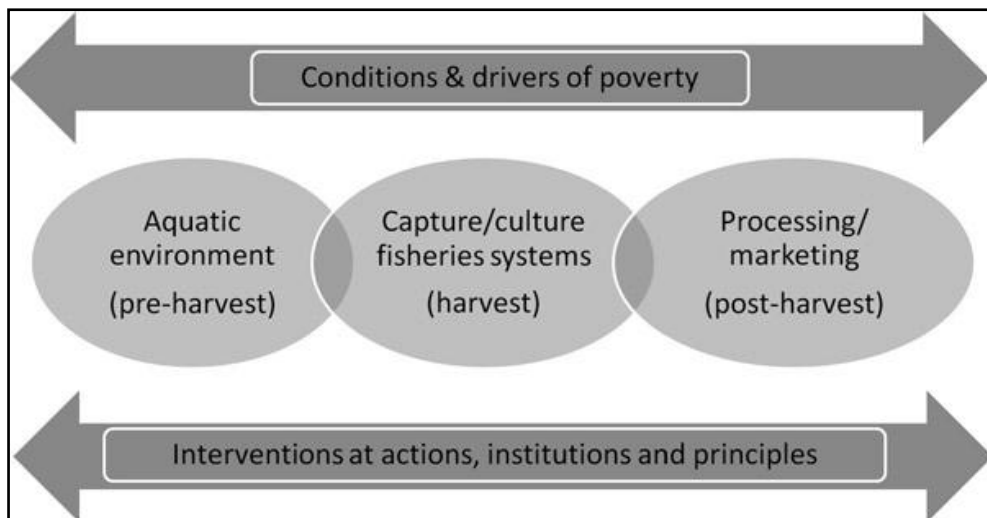 Conditions & drivers of poverty
Aquatic
environment
(pre-harvest)
Capture/culture
fisheries systems
(harvest)
Processing/
marketing
(post-harvest)
Interventions at actions, institutions and principles